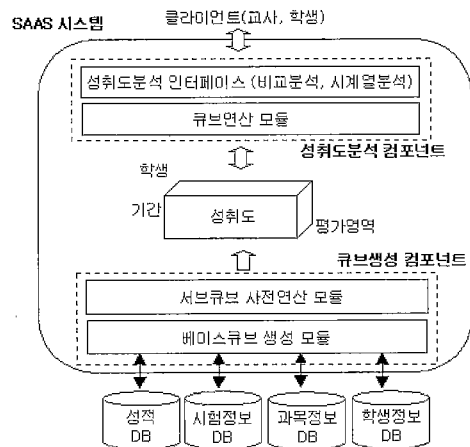 클라이언트(교사, 학생)
SAAS 시스템
성취도분석 인터페이스 (비교분석, 시계열분석)
큐브연산 모듈
성취도분석 컴포넌트
학생
기간
성취도
평가영역
큐브생성 컴포넌트
서브큐브 사전연산 모듈
베이스큐브 생성 모듈
성적
DB
시험정보
DB
과목정보
DB
학생정보
DB